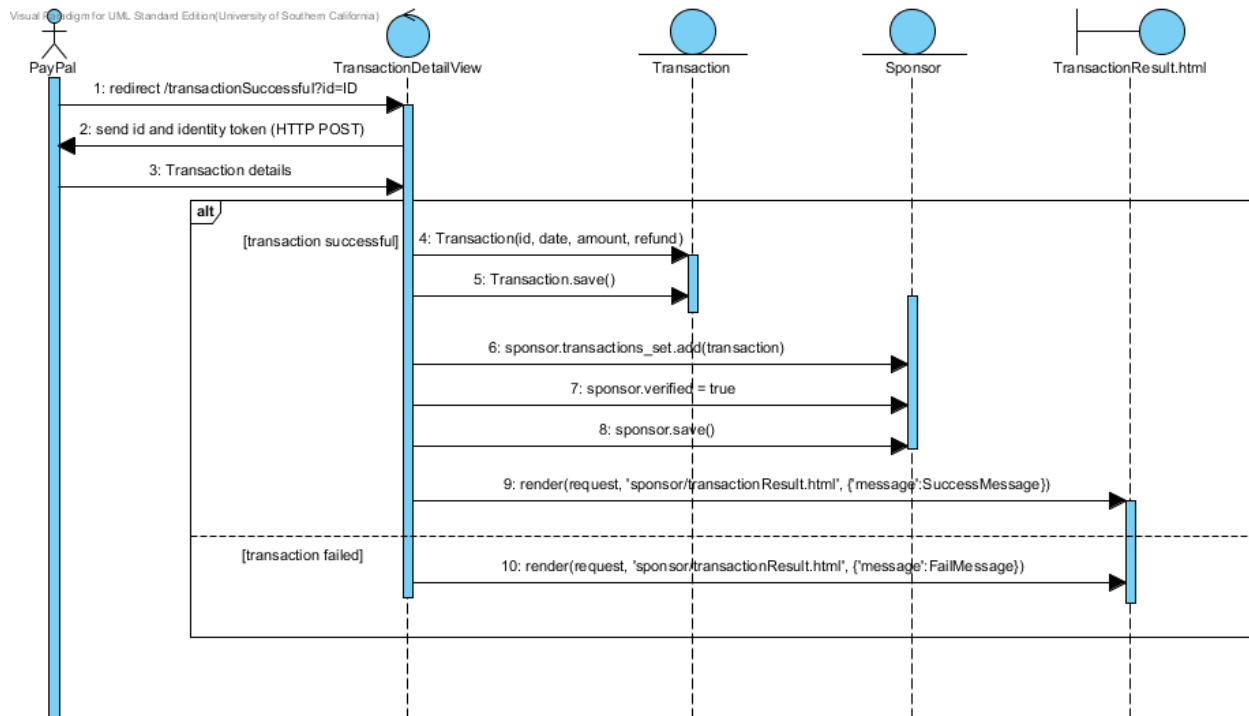 Visual Paradigm for UML Standard Edition(University of Southern California)
PayPal
TransactionDetailView
Transaction
Sponsor
TransactionResult.html
1: redirect /transactionSuccessful?id=ID
2: send id and identity token (HTTP POST)
3: Transaction details
alt
[transaction successful]
4: Transaction(id, date, amount, refund)
5: Transaction.save()
6: sponsor.transactions_set.add(transaction)
7: sponsor.verified = true
8: sponsor.save()
9: render(request, 'sponsor/transactionResult.html', {'message':SuccessMessage})
[transaction failed]
10: render(request, 'sponsor/transactionResult.html', {'message':FailMessage})